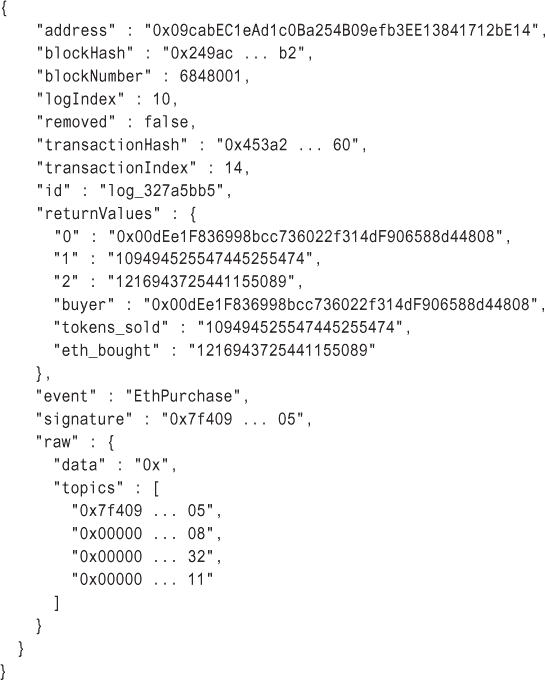 {
"address" : "0x09cabEC1eAd1c0Ba254B09efb3EE13841712bE14",
"blockHash" : "0x249ac ... b2",
"blockNumber" : 6848001,
"logIndex" : 10,
"removed" : false,
"transactionHash" : "0x453a2 ... 60",
"transactionIndex" : 14,
"id" : "log_327a5bb5",
"returnValues" : {
"0" : "0x00dEe1F836998bcc736022f314dF906588d44808",
"1" : "109494525547445255474",
"2" : "1216943725441155089",
"buyer" : "0x00dEe1F836998bcc736022f314dF906588d44808",
"tokens_sold" : "109494525547445255474",
"eth_bought" : "1216943725441155089"
},
"event" : "EthPurchase",
"signature" : "0x7f409 ... 05",
"raw" : {
"data" : "0x",
"topics" : [
"0x7f409 ... 05",
"0x00000 ... 08",
"0x00000 ... 32",
"0x00000 ... 11"
]
}
}
}